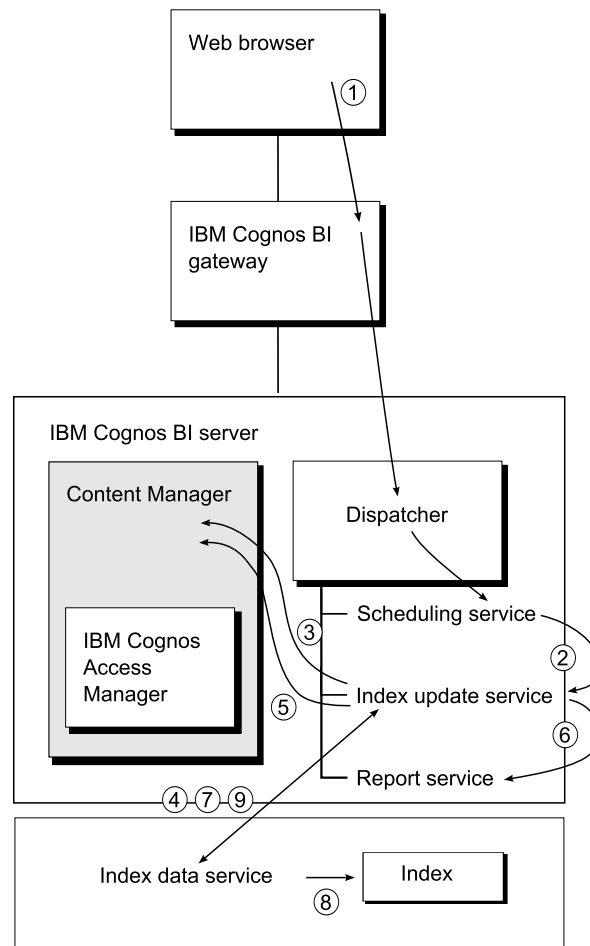 Web browser
①
IBM Cognos BI
gateway
IBM Cognos BI server
Content Manager
Dispatcher
Scheduling service
③
IBM Cognos
Access
Manager
②
Index update service
⑤
⑥
Report service
④ ⑦ ⑨
Index data service
Index
⑧